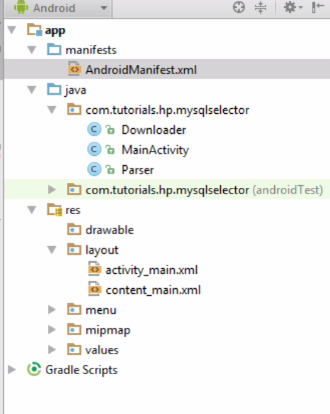 Android
app
manifests
AndroidManifest.xml
java
com.tutorials.hp.mysqlselector
Downloader
MainActivity
Parser
com.tutorials.hp.mysqlselector (androidTest)
res
drawable
layout
activity_main.xml
content_main.xml
menu
mipmap
values
Gradle Scripts